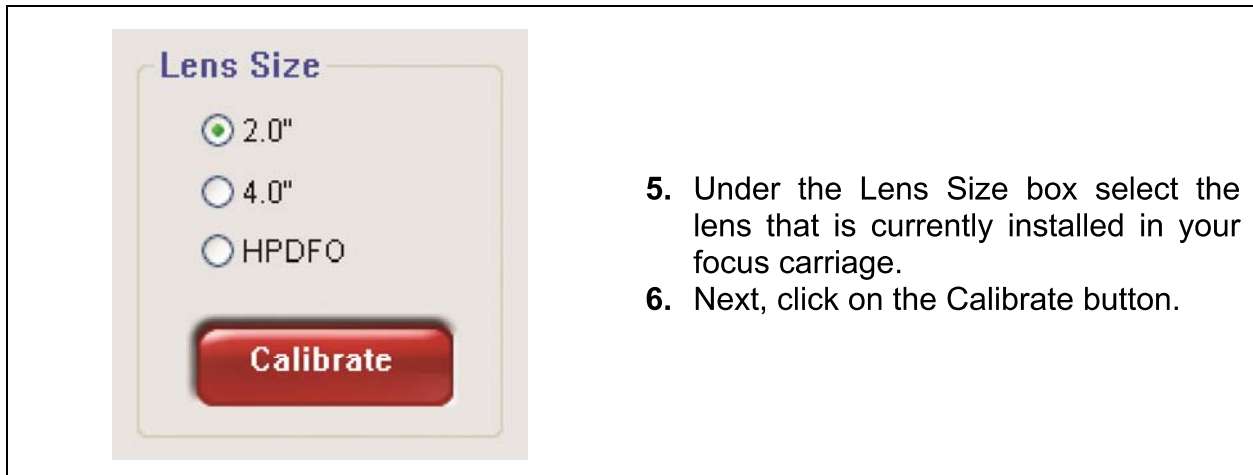 Lens Size
2.0"
4.0"
HPDFO
Calibrate
5. Under the Lens Size box select the
lens that is currently installed in your
focus carriage.
6. Next, click on the Calibrate button.